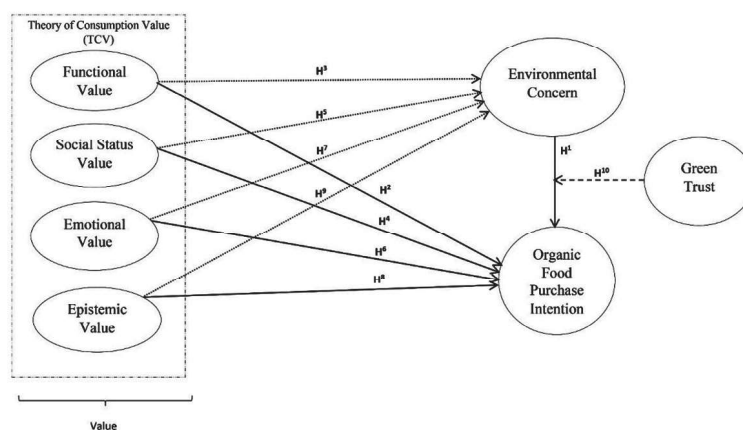 Theory of Consumption Value
(TCV)
Functional
Value
Social Status
Value
Emotional
Value
Epistemic
Value
Value
H³
H⁵
H⁷
H⁹
H²
H⁴
H⁶
H⁸
Environmental
Concern
H¹
H¹⁰
Green
Trust
Organic
Food
Purchase
Intention